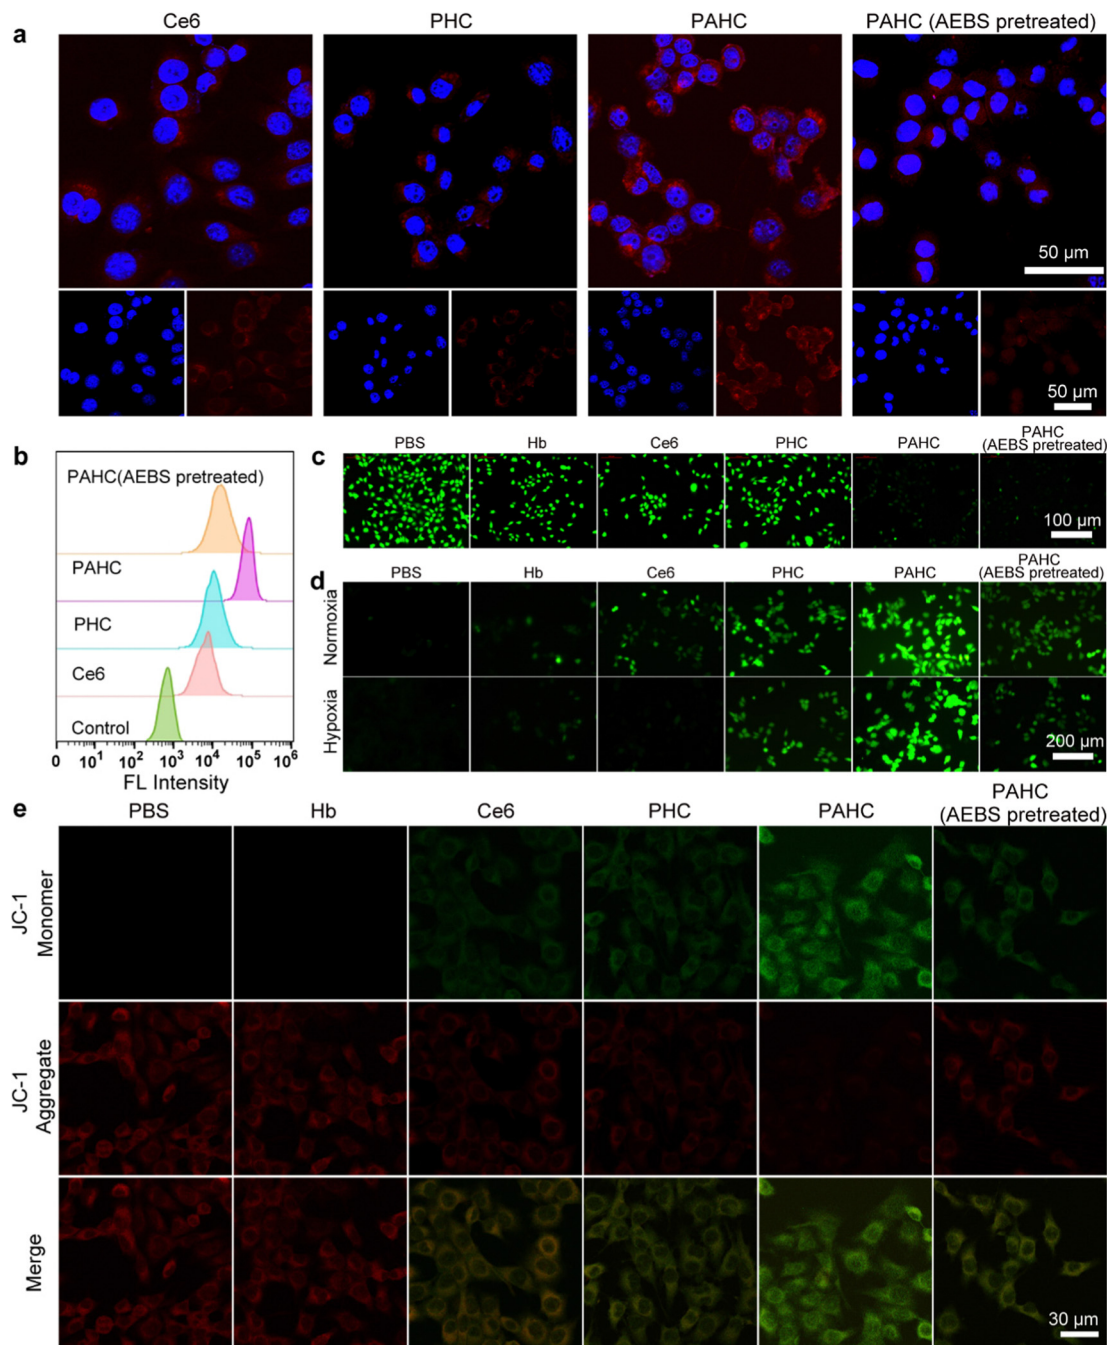 a
Ce6
PHC
PAHC
PAHC (AEBS pretreated)
50 μm
50 μm
b
PAHC(AEBS pretreated)
PAHC
PHC
Ce6
Control
0 10¹ 10² 10³ 10⁴ 10⁵ 10⁶
FL Intensity
c
PBS
Hb
Ce6
PHC
PAHC
PAHC
(AEBS pretreated)
100 μm
d
PBS
Hb
Ce6
PHC
PAHC
PAHC
(AEBS pretreated)
Normoxia
Hypoxia
200 μm
e
PBS
Hb
Ce6
PHC
PAHC
PAHC
(AEBS pretreated)
JC-1
Monomer
JC-1
Aggregate
Merge
30 μm